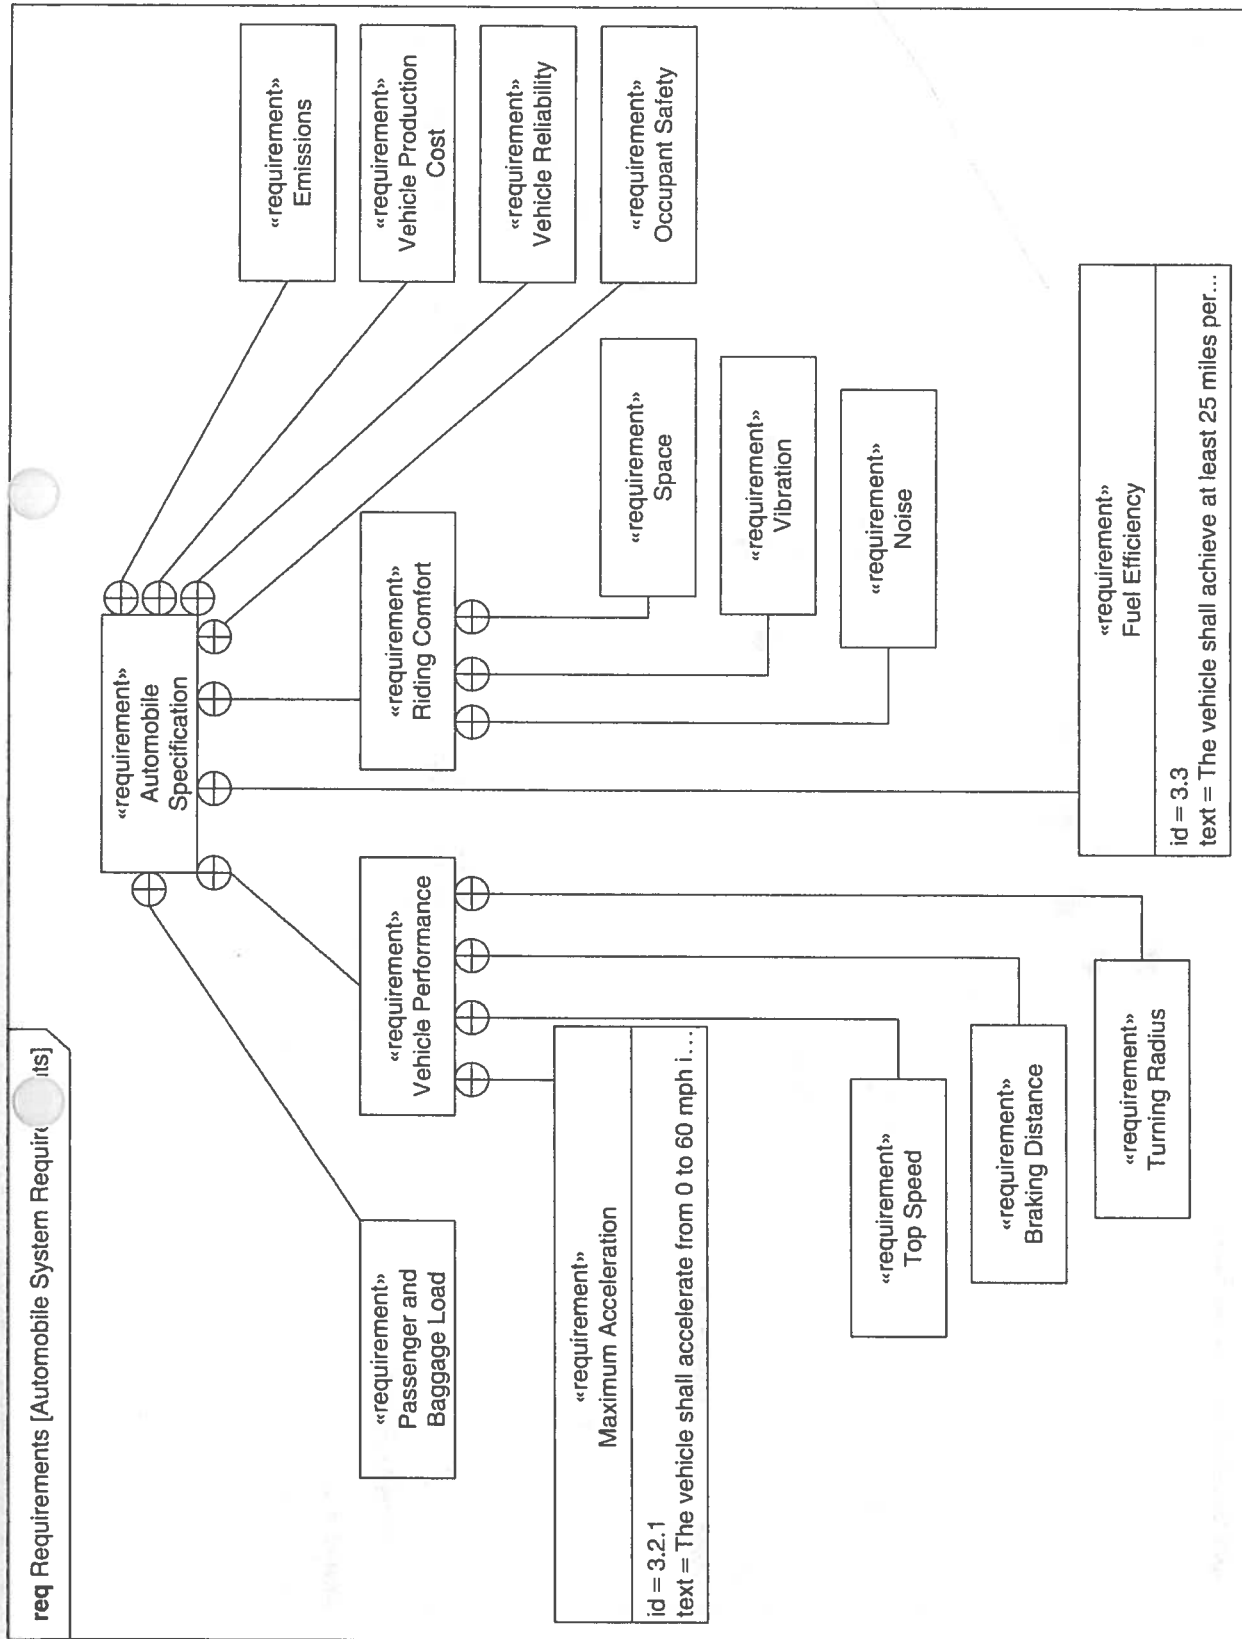 req Requirements [Automobile System Require ts]
«requirement»
Automobile
Specification
«requirement»
Passenger and
Baggage Load
«requirement»
Vehicle Performance
«requirement»
Riding Comfort
«requirement»
Emissions
«requirement»
Vehicle Production
Cost
«requirement»
Vehicle Reliability
«requirement»
Occupant Safety
«requirement»
Maximum Acceleration
id = 3.2.1
text = The vehicle shall accelerate from 0 to 60 mph i...
«requirement»
Top Speed
«requirement»
Braking Distance
«requirement»
Turning Radius
«requirement»
Space
«requirement»
Vibration
«requirement»
Noise
«requirement»
Fuel Efficiency
id = 3.3
text = The vehicle shall achieve at least 25 miles per...